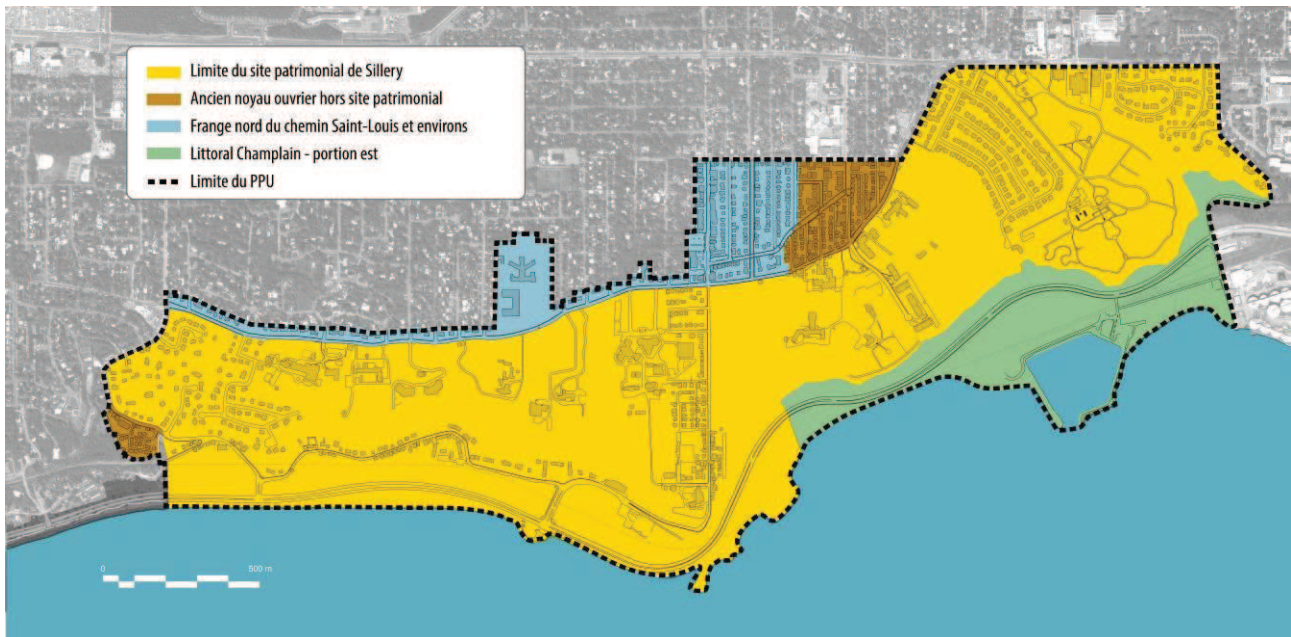 Limite du site patrimonial de Sillery
Ancien noyau ouvrier hors site patrimonial
Frange nord du chemin Saint-Louis et environs
Littoral Champlain - portion est
Limite du PPU
0 500 m